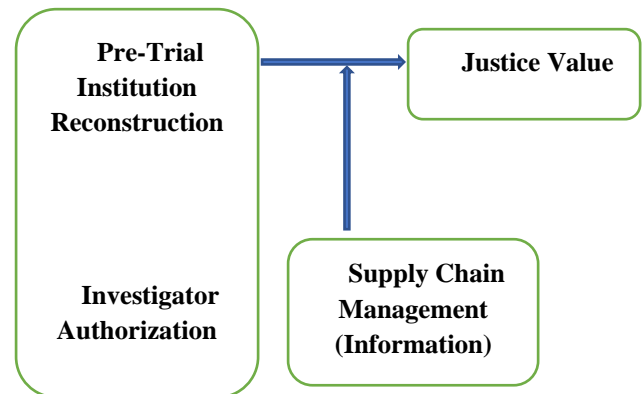 Pre-Trial
Institution
Reconstruction
Investigator
Authorization
Justice Value
Supply Chain
Management
(Information)